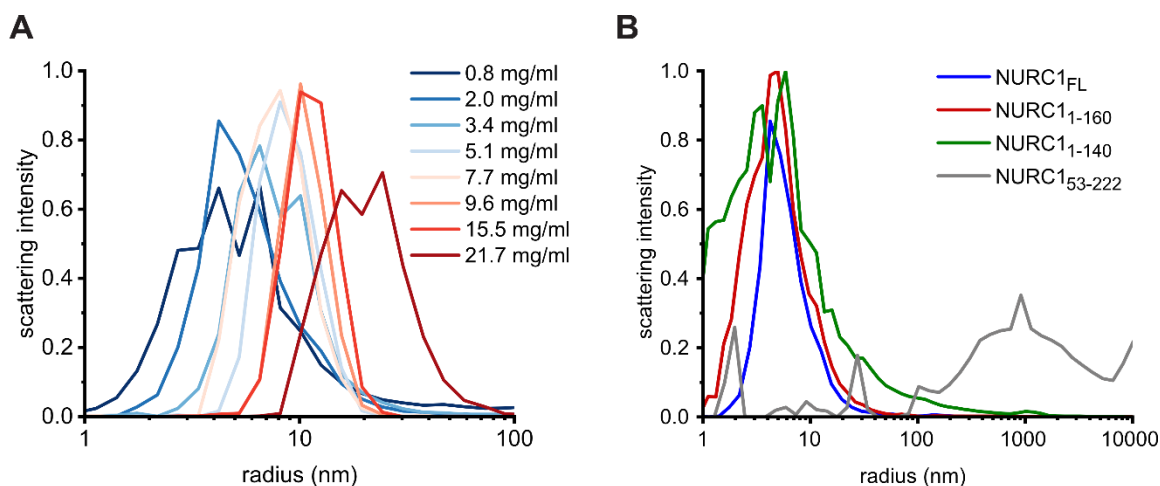 A
scattering intensity
1.0
0.8
0.6
0.4
0.2
0.0
0.8 mg/ml
2.0 mg/ml
3.4 mg/ml
5.1 mg/ml
7.7 mg/ml
9.6 mg/ml
15.5 mg/ml
21.7 mg/ml
1
10
100
radius (nm)
B
scattering intensity
1.0
0.8
0.6
0.4
0.2
0.0
NURC1FL
NURC11-160
NURC11-140
NURC153-222
1
10
100
1000
10000
radius (nm)